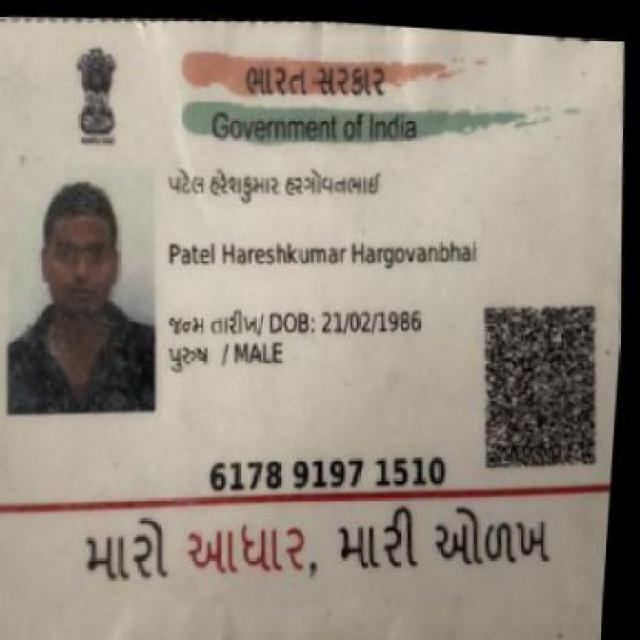 ભારત સરકાર
Government of India
પટેલ હરેશકુમાર હરગોવનભાઈ
Patel Hareshkumar Hargovanbhai
જન્મ તારીખ/ DOB: 21/02/1986
પુરુષ / MALE
6178 9197 1510
મારો આધાર, મારી ઓળખ